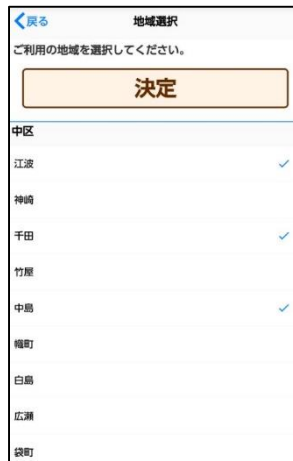 戻る 地域選択
ご利用の地域を選択してください。
決定
中区
江波
神崎
千田
竹屋
中島
幟町
白島
広瀬
袋町